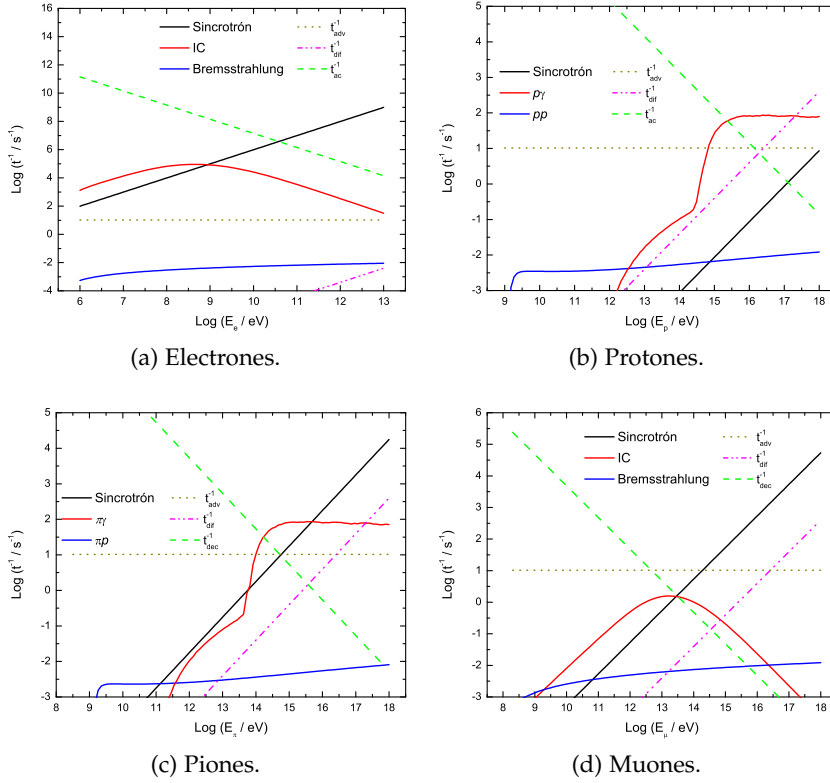 Sincrotrón
IC
Bremsstrahlung
t⁻¹adv
t⁻¹dif
t⁻¹ac
Log (t⁻¹ / s⁻¹)
16
14
12
10
8
6
4
2
0
-2
-4
6 7 8 9 10 11 12 13
Log (E_e / eV)
(a) Electrones.
Sincrotrón
pγ
pp
t⁻¹adv
t⁻¹dif
t⁻¹ac
Log (t⁻¹ / s⁻¹)
5
4
3
2
1
0
-1
-2
-3
9 10 11 12 13 14 15 16 17 18
Log (E_p / eV)
(b) Protones.
Sincrotrón
πγ
πp
t⁻¹adv
t⁻¹dif
t⁻¹dec
Log (t⁻¹ / s⁻¹)
5
4
3
2
1
0
-1
-2
-3
8 9 10 11 12 13 14 15 16 17 18
Log (E_π / eV)
(c) Piones.
Sincrotrón
IC
Bremsstrahlung
t⁻¹adv
t⁻¹dif
t⁻¹dec
Log (t⁻¹ / s⁻¹)
6
5
4
3
2
1
0
-1
-2
-3
8 9 10 11 12 13 14 15 16 17 18
Log (E_μ / eV)
(d) Muones.